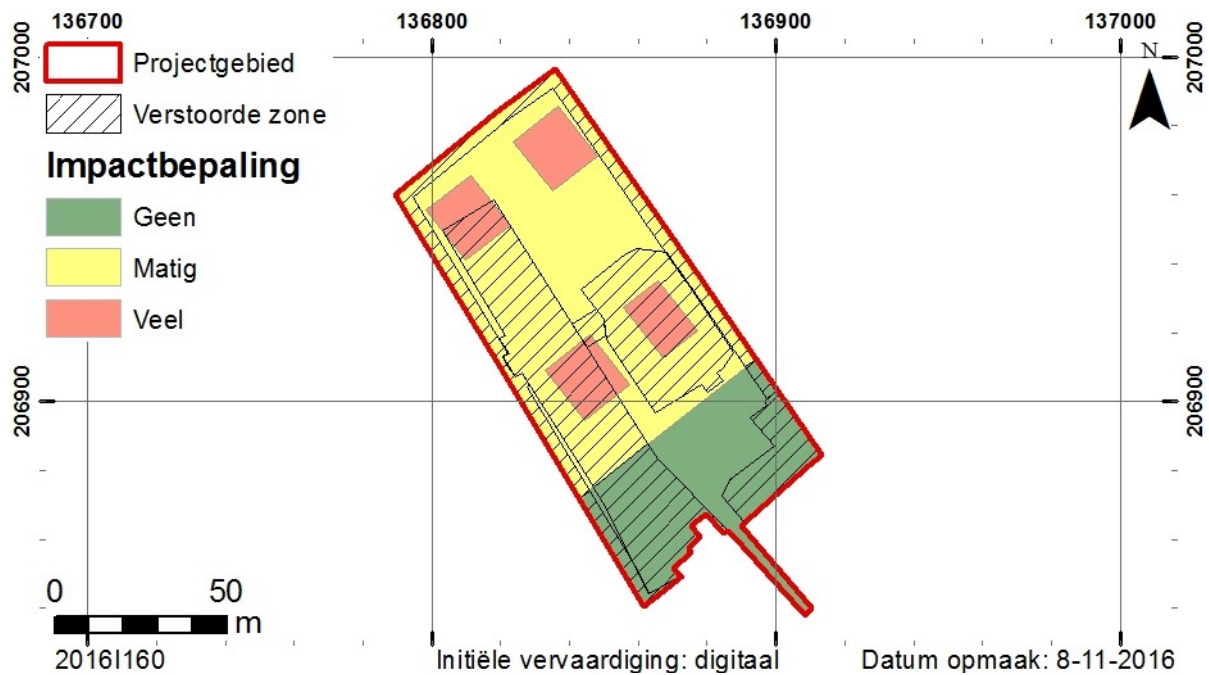 136700 136800 136900 137000
207000 207000
N
Projectgebied
Verstoorde zone
Impactbepaling
Geen
Matig
Veel
206900 206900
0 50
m
2016I160 Initiële vervaardiging: digitaal Datum opmaak: 8-11-2016